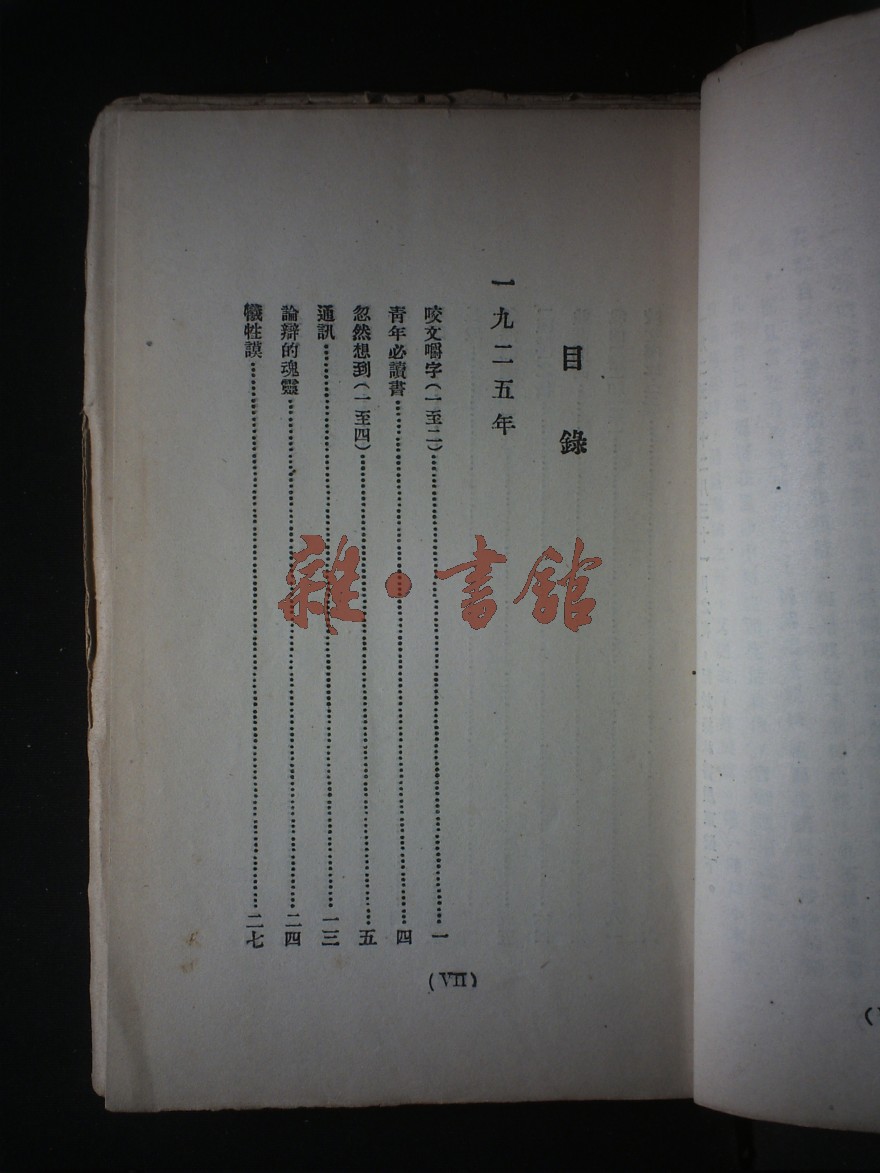 目錄
一九二五年
咬文嚼字(一至二)……一
青年必讀書……四
忽然想到(一至四)……五
通訊……一三
論辯的魂靈……二四
犧牲謨……二七
(VII)
雜·書館